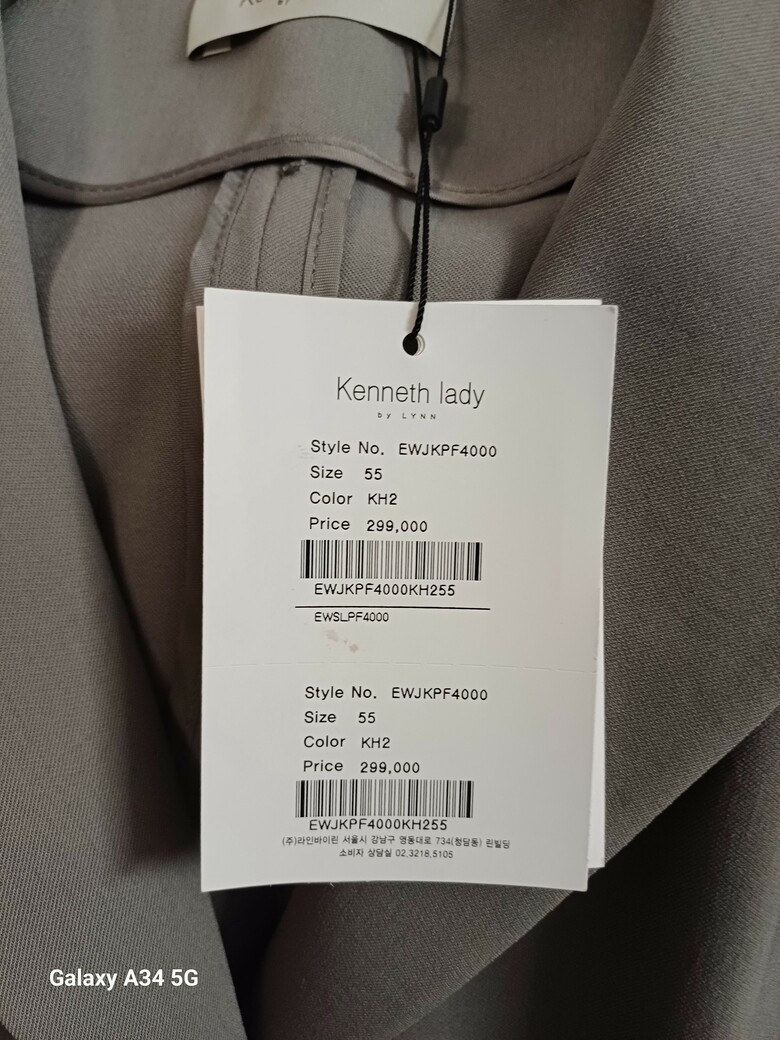 Kenneth lady
by LYNN
Style No. EWJKPF4000
Size 55
Color KH2
Price 299,000
EWJKPF4000KH255
EWSLPF4000
Style No. EWJKPF4000
Size 55
Color KH2
Price 299,000
EWJKPF4000KH255
(주)라인바이린 서울시 강남구 영동대로 734(청담동) 린빌딩
소비자 상담실 02.3218.5105
Galaxy A34 5G